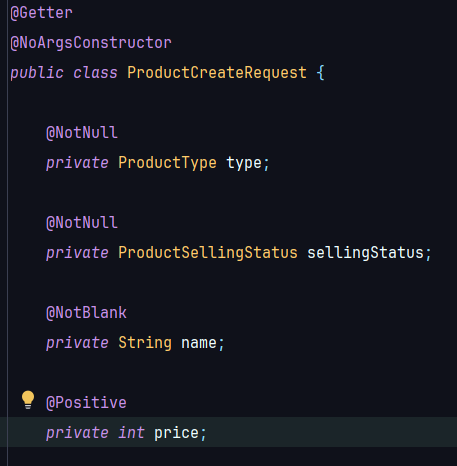 @Getter
@NoArgsConstructor
public class ProductCreateRequest {
@NotNull
private ProductType type;
@NotNull
private ProductSellingStatus sellingStatus;
@NotBlank
private String name;
@Positive
private int price;